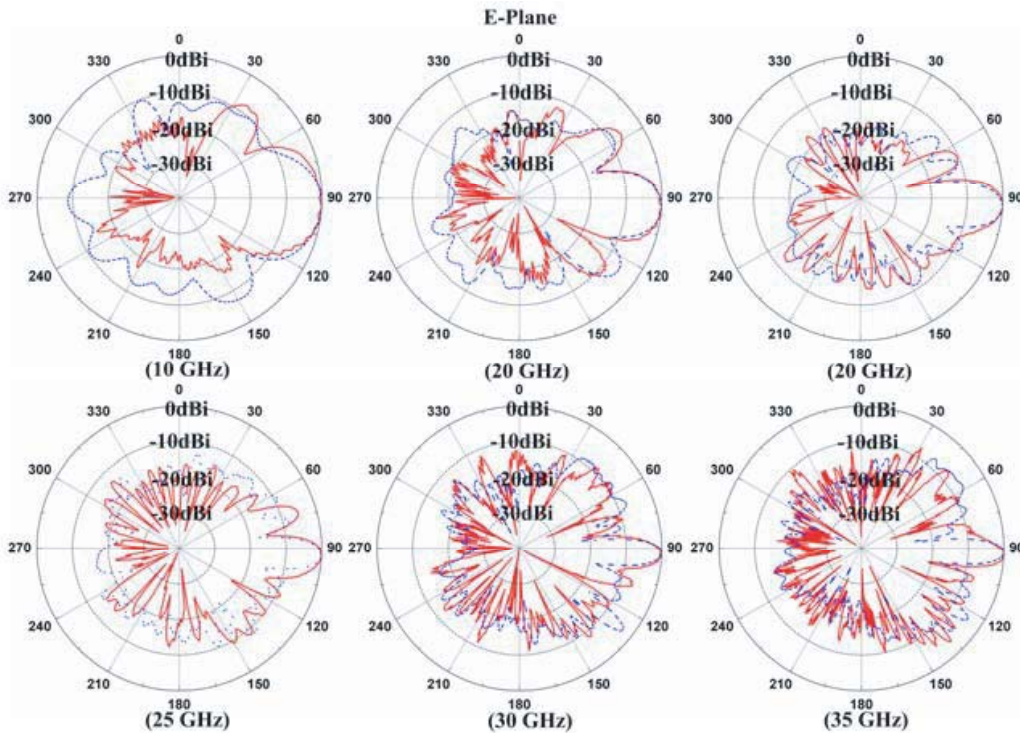 E-Plane
0
330
30
0dBi
-10dBi
300
60
-20dBi
-30dBi
270
90
240
120
210
150
180
(10 GHz)
0
330
30
0dBi
-10dBi
300
60
-20dBi
-30dBi
270
90
240
120
210
150
180
(20 GHz)
0
330
30
0dBi
-10dBi
300
60
-20dBi
-30dBi
270
90
240
120
210
150
180
(20 GHz)
0
330
30
0dBi
-10dBi
300
60
-20dBi
-30dBi
270
90
240
120
210
150
180
(25 GHz)
0
330
30
0dBi
-10dBi
300
60
-20dBi
-30dBi
270
90
240
120
210
150
180
(30 GHz)
0
330
30
0dBi
-10dBi
300
60
-20dBi
-30dBi
270
90
240
120
210
150
180
(35 GHz)